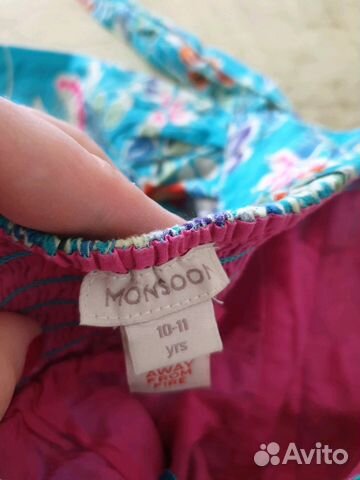 MONSOON
10-11
yrs
AWAY
FROM
FIRE
Avito